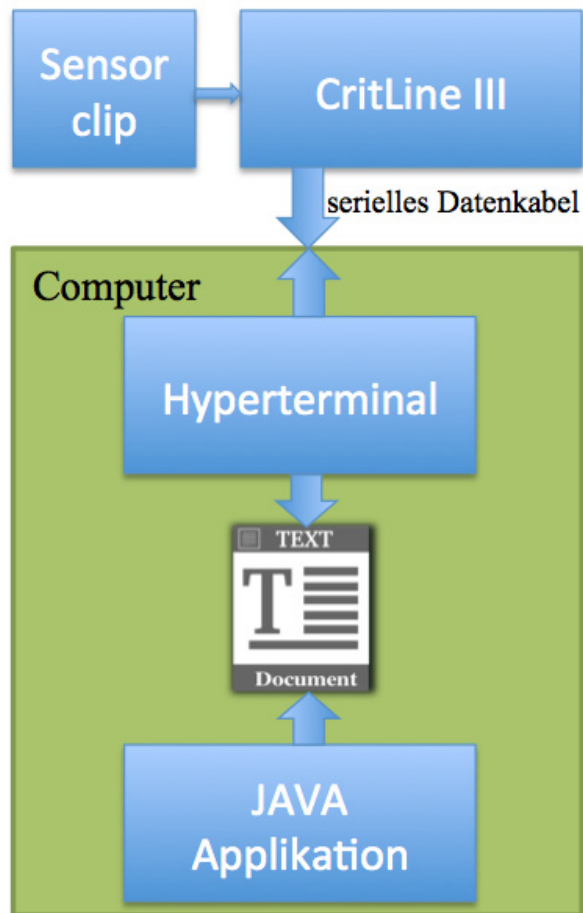 Sensor
clip
CritLine III
serielles Datenkabel
Computer
Hyperterminal
TEXT
T
Document
JAVA
Applikation